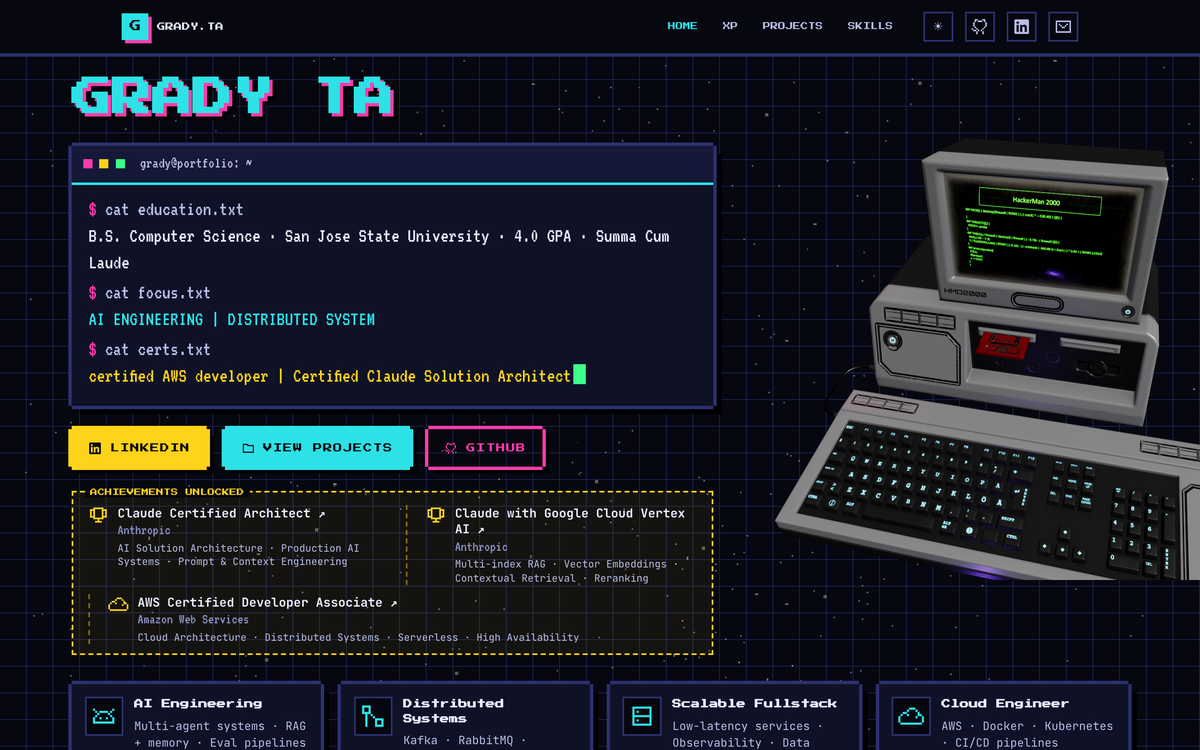 G GRADY.TA
HOME XP PROJECTS SKILLS
GRADY TA
grady@portfolio: ~
$ cat education.txt
B.S. Computer Science · San Jose State University · 4.0 GPA · Summa Cum
Laude
$ cat focus.txt
AI ENGINEERING | DISTRIBUTED SYSTEM
$ cat certs.txt
certified AWS developer | Certified Claude Solution Architect
HackerMan 2000
HMD2000
LINKEDIN
VIEW PROJECTS
GITHUB
ACHIEVEMENTS UNLOCKED
Claude Certified Architect ↗
Anthropic
AI Solution Architecture · Production AI
Systems · Prompt & Context Engineering
Claude with Google Cloud Vertex
AI ↗
Anthropic
Multi-index RAG · Vector Embeddings ·
Contextual Retrieval · Reranking
AWS Certified Developer Associate ↗
Amazon Web Services
Cloud Architecture · Distributed Systems · Serverless · High Availability
AI Engineering
Multi-agent systems · RAG
+ memory · Eval pipelines
Distributed
Systems
Kafka · RabbitMQ ·
Scalable Fullstack
Low-latency services ·
Observability · Data
Cloud Engineer
AWS · Docker · Kubernetes
· CI/CD pipelines